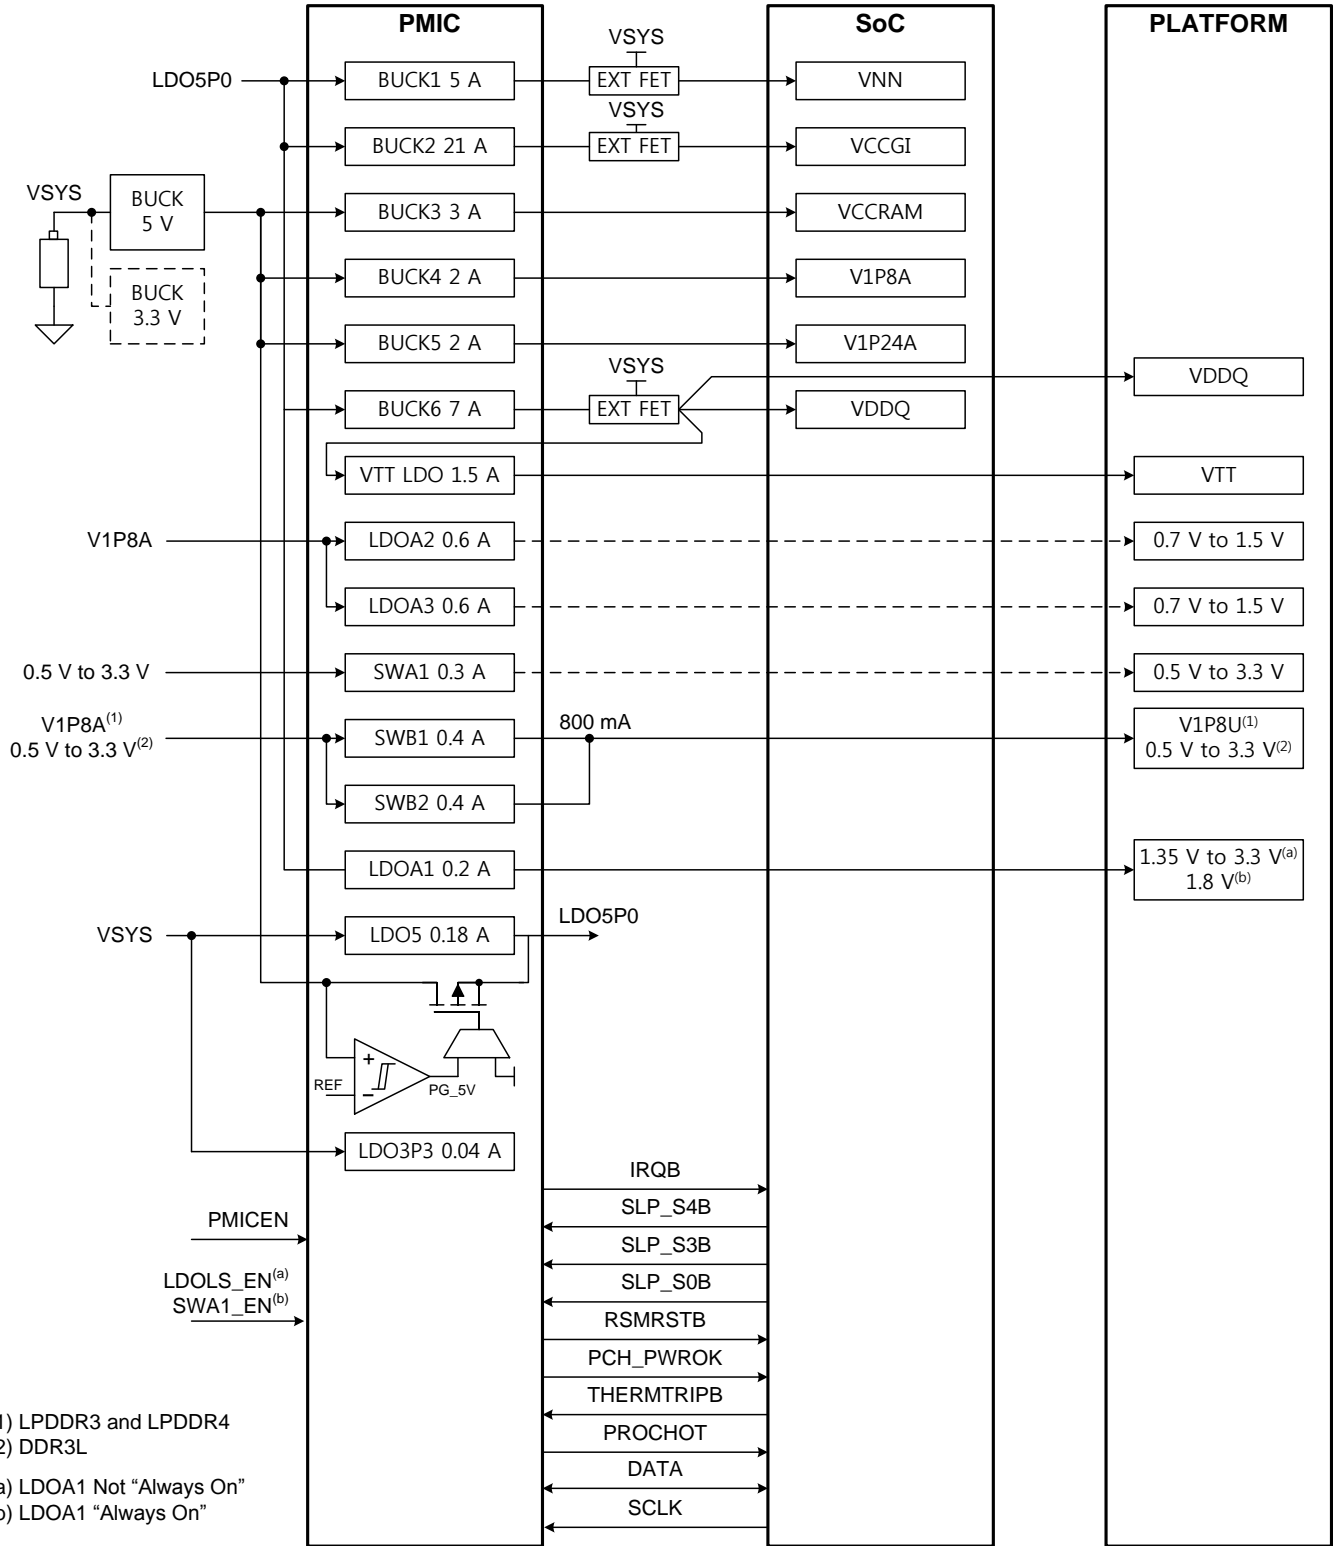 PMIC
SoC
PLATFORM
LDO5P0
BUCK1 5 A
VSYS
EXT FET
VNN
BUCK2 21 A
VSYS
EXT FET
VCCGI
VSYS
BUCK
5 V
BUCK3 3 A
VCCRAM
BUCK
3.3 V
BUCK4 2 A
V1P8A
BUCK5 2 A
V1P24A
BUCK6 7 A
VSYS
EXT FET
VDDQ
VDDQ
VTT LDO 1.5 A
VTT
V1P8A
LDOA2 0.6 A
0.7 V to 1.5 V
LDOA3 0.6 A
0.7 V to 1.5 V
0.5 V to 3.3 V
SWA1 0.3 A
0.5 V to 3.3 V
V1P8A(1)
0.5 V to 3.3 V(2)
SWB1 0.4 A
800 mA
V1P8U(1)
0.5 V to 3.3 V(2)
SWB2 0.4 A
LDOA1 0.2 A
1.35 V to 3.3 V(a)
1.8 V(b)
VSYS
LDO5 0.18 A
LDO5P0
+
REF
−
PG_5V
LDO3P3 0.04 A
IRQB
SLP_S4B
PMICEN
SLP_S3B
LDOLS_EN(a)
SWA1_EN(b)
SLP_S0B
RSMRSTB
PCH_PWROK
THERMTRIPB
PROCHOT
DATA
SCLK
1) LPDDR3 and LPDDR4
2) DDR3L
a) LDOA1 Not “Always On”
b) LDOA1 “Always On”